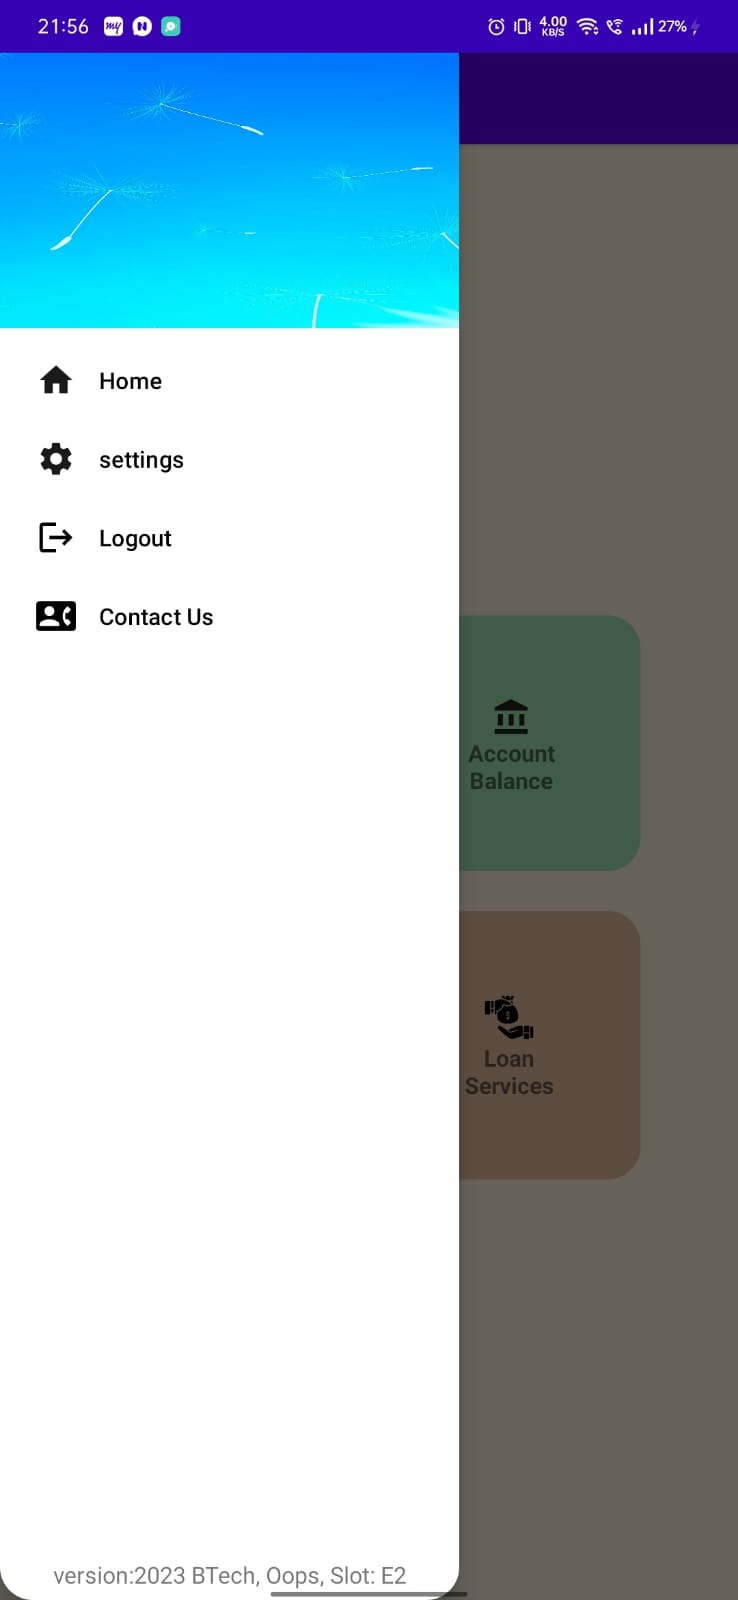 21:56 my N 4.00 KB/S 27%
Home
settings
Logout
Contact Us
Account
Balance
$
Loan
Services
version:2023 BTech, Oops, Slot: E2